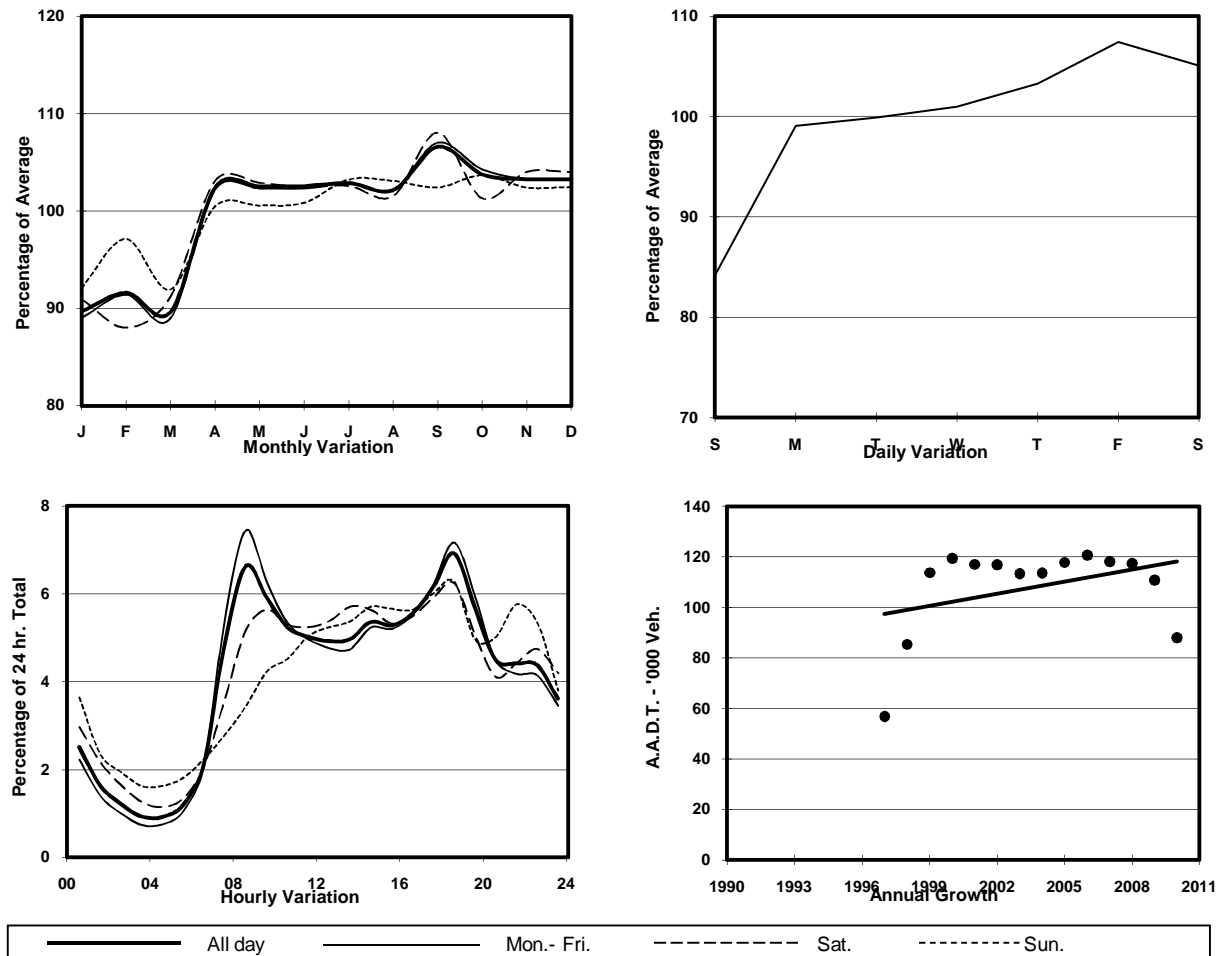 120
110
100
90
80
Percentage of Average
J F M A M J J A S O N D
Monthly Variation
110
100
90
80
70
Percentage of Average
S M T W T F S
Daily Variation
8
6
4
2
0
Percentage of 24 hr. Total
00 04 08 12 16 20 24
Hourly Variation
140
120
100
80
60
40
20
0
A.A.D.T. - '000 Veh.
1990 1993 1996 1999 2002 2005 2008 2011
Annual Growth
All day Mon.- Fri. Sat. Sun.